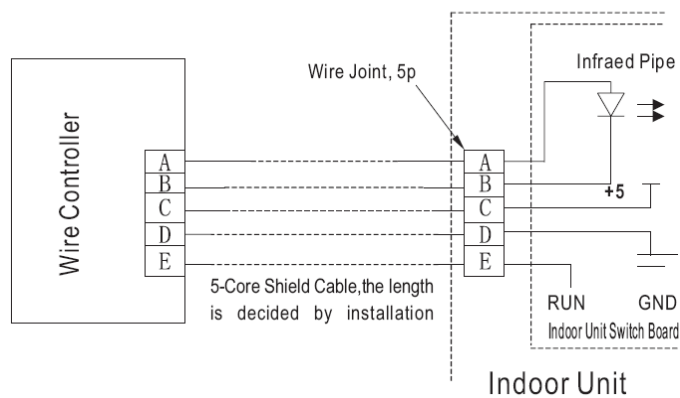 Infraed Pipe
Wire Joint, 5p
Wire Controller
A
B
C
D
E
A
B
C
D
E
+5
5-Core Shield Cable,the length
is decided by installation
RUN
GND
Indoor Unit Switch Board
Indoor Unit